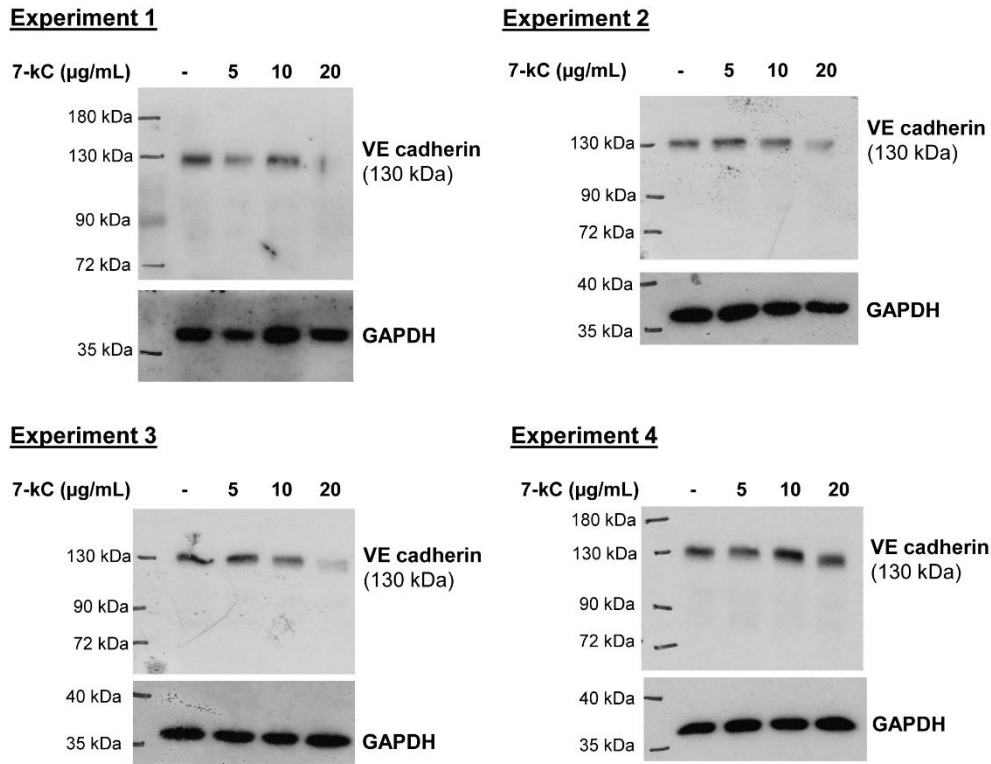 Experiment 1
7-kC (µg/mL) - 5 10 20
180 kDa
130 kDa
90 kDa
72 kDa
VE cadherin
(130 kDa)
35 kDa
GAPDH
Experiment 2
7-kC (µg/mL) - 5 10 20
130 kDa
90 kDa
72 kDa
VE cadherin
(130 kDa)
40 kDa
35 kDa
GAPDH
Experiment 3
7-kC (µg/mL) - 5 10 20
130 kDa
90 kDa
72 kDa
VE cadherin
(130 kDa)
40 kDa
35 kDa
GAPDH
Experiment 4
7-kC (µg/mL) - 5 10 20
180 kDa
130 kDa
90 kDa
72 kDa
VE cadherin
(130 kDa)
40 kDa
35 kDa
GAPDH